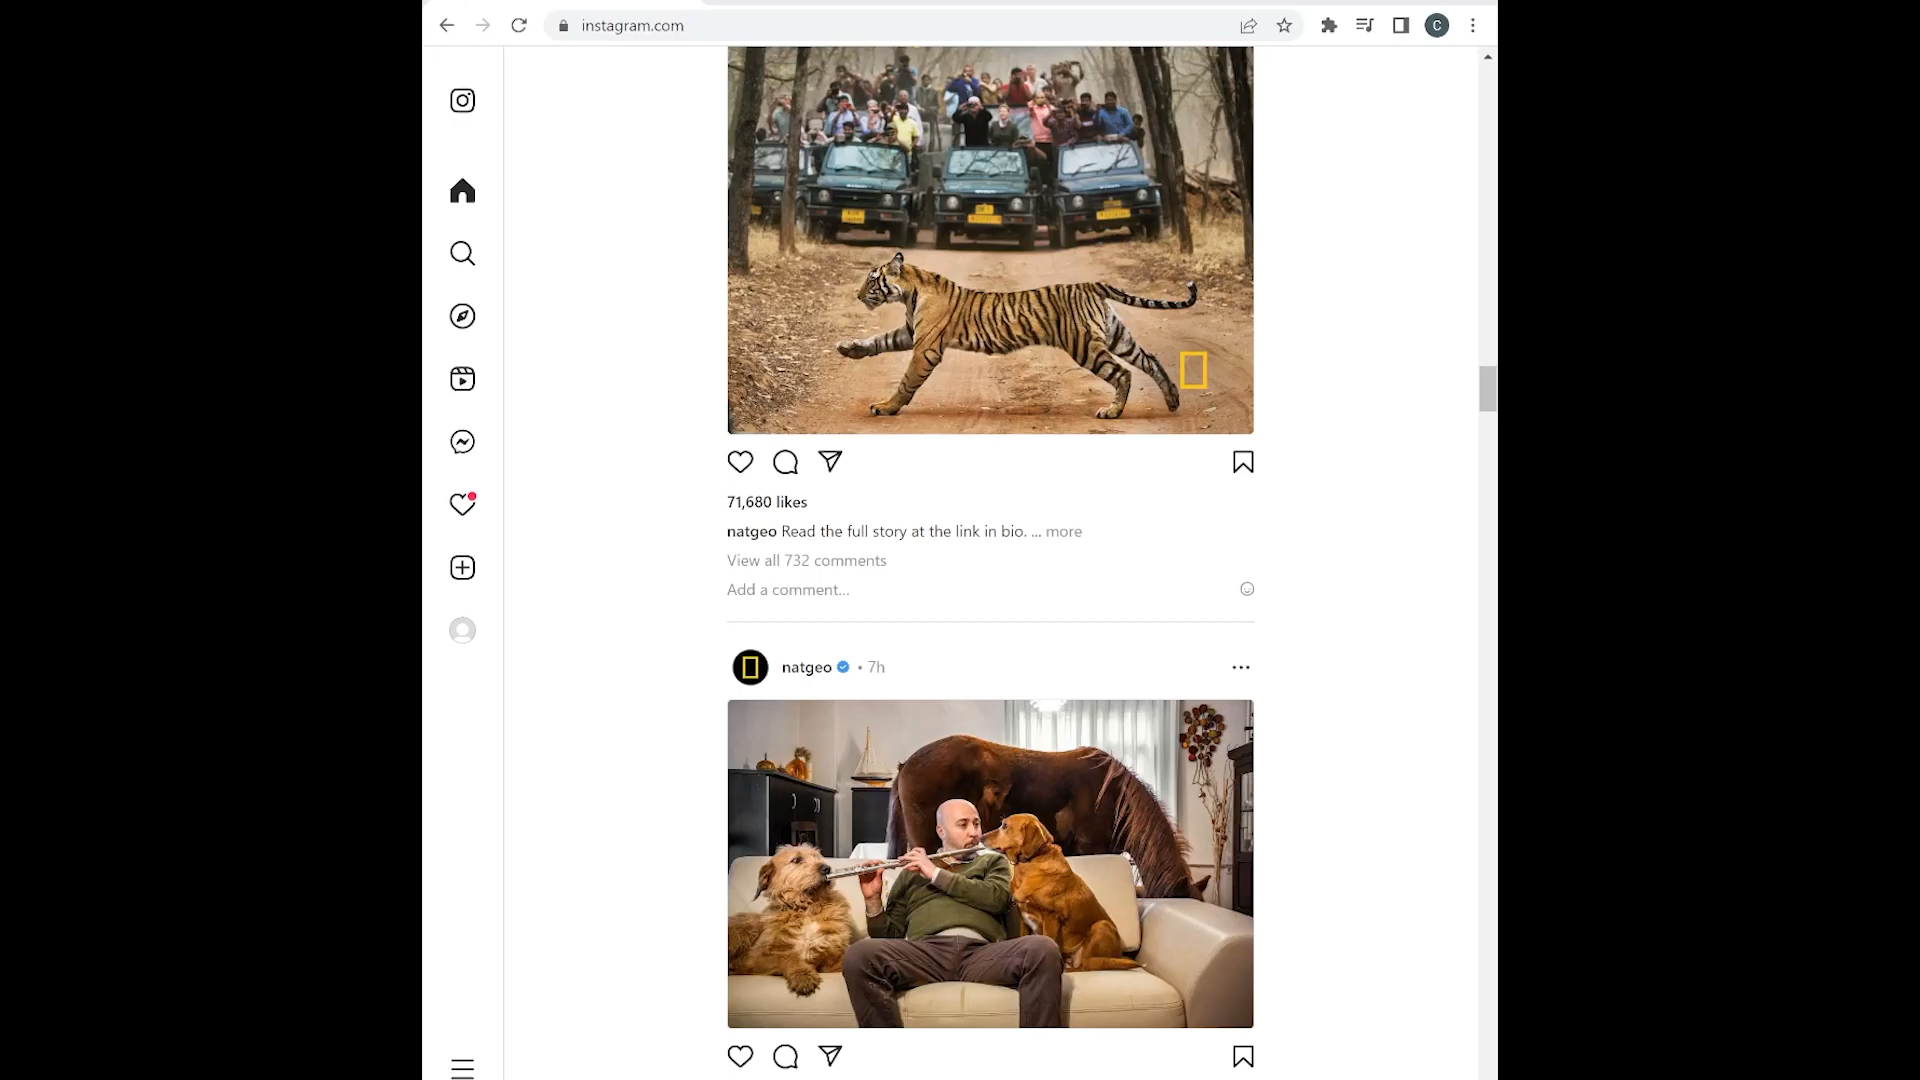 instagram.com
C
71,680 likes
natgeo Read the full story at the link in bio. ... more
View all 732 comments
Add a comment...
natgeo • 7h